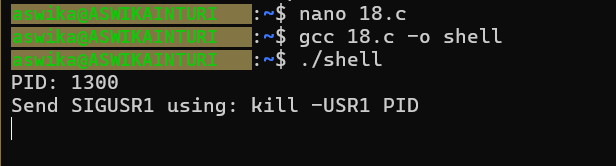 aswika@ASWIKAINTURI:~$ nano 18.c
aswika@ASWIKAINTURI:~$ gcc 18.c -o shell
aswika@ASWIKAINTURI:~$ ./shell
PID: 1300
Send SIGUSR1 using: kill -USR1 PID